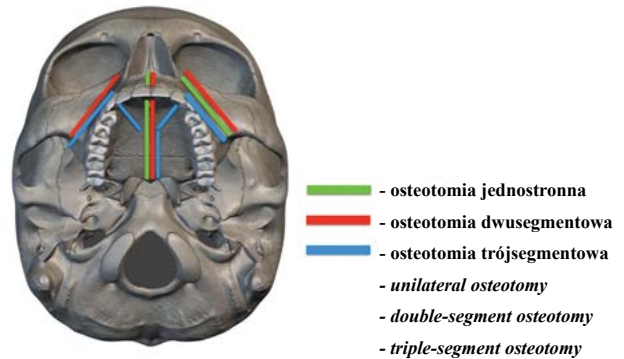 - osteotomia jednostronna
- osteotomia dwusegmentowa
- osteotomia trójsegmentowa
- unilateral osteotomy
- double-segment osteotomy
- triple-segment osteotomy